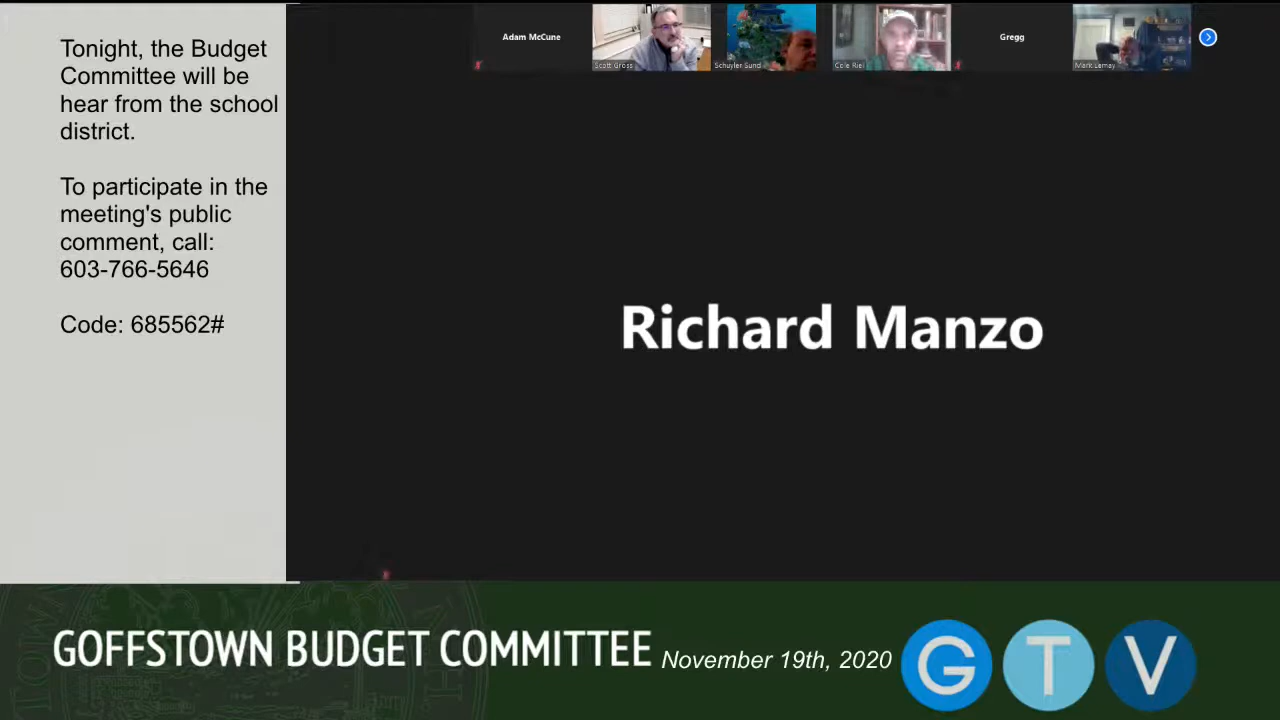 Tonight, the Budget
Committee will be
hear from the school
district.
To participate in the
meeting's public
comment, call:
603-766-5646
Code: 685562#
Adam McCune
Scott Gross
Schuyler Sund
Cole Riel
Gregg
Mark Lemay
Richard Manzo
GOFFSTOWN BUDGET COMMITTEE
November 19th, 2020
G T V